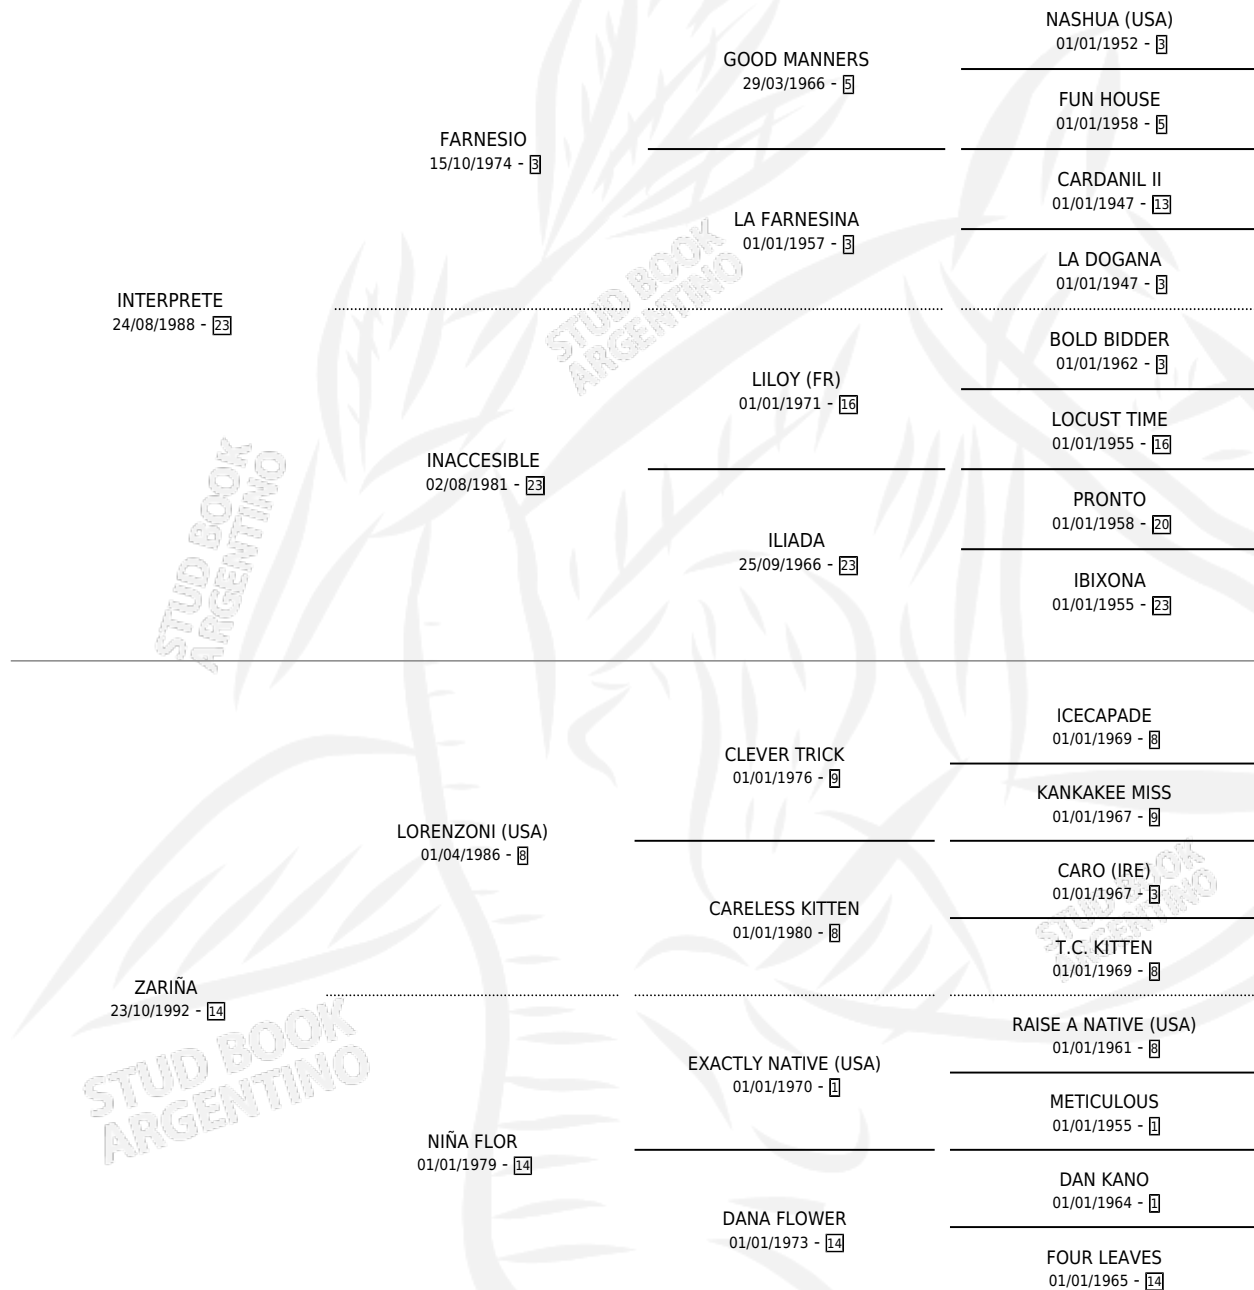 NASHUA (USA)
01/01/1952 - 3
GOOD MANNERS
29/03/1966 - 5
FUN HOUSE
01/01/1958 - 5
FARNESIO
15/10/1974 - 3
CARDANIL II
01/01/1947 - 13
LA FARNESINA
01/01/1957 - 3
LA DOGANA
01/01/1947 - 3
INTERPRETE
24/08/1988 - 23
BOLD BIDDER
01/01/1962 - 3
LILOY (FR)
01/01/1971 - 16
LOCUST TIME
01/01/1955 - 16
INACCESIBLE
02/08/1981 - 23
PRONTO
01/01/1958 - 20
ILIADA
25/09/1966 - 23
IBIXONA
01/01/1955 - 23
ICECAPADE
01/01/1969 - 8
CLEVER TRICK
01/01/1976 - 9
KANKAKEE MISS
01/01/1967 - 9
LORENZONI (USA)
01/04/1986 - 8
CARO (IRE)
01/01/1967 - 3
CARELESS KITTEN
01/01/1980 - 8
T.C. KITTEN
01/01/1969 - 8
ZARIÑA
23/10/1992 - 14
RAISE A NATIVE (USA)
01/01/1961 - 8
EXACTLY NATIVE (USA)
01/01/1970 - 1
METICULOUS
01/01/1955 - 1
NIÑA FLOR
01/01/1979 - 14
DAN KANO
01/01/1964 - 1
DANA FLOWER
01/01/1973 - 14
FOUR LEAVES
01/01/1965 - 14
STUD BOOK
ARGENTINO
STUD BOOK
ARGENTINO
STUD BOOK
ARGENTINO
STUD BOOK
ARGENTINO